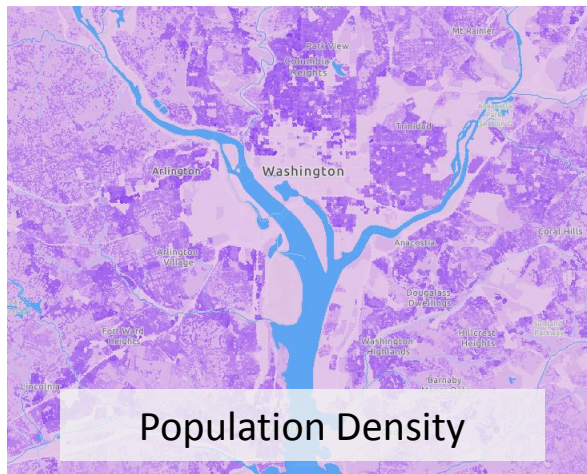 Mt Rainier
Park View
Columbia
Heights
Trinidad
Arlington
Washington
Anacostia
Coral Hills
Arlington
Village
Douglass
Dwellings
Fort Ward
Heights
Washington
Highlands
Hillcrest
Heights
Lincolnia
Barnaby
Population Density